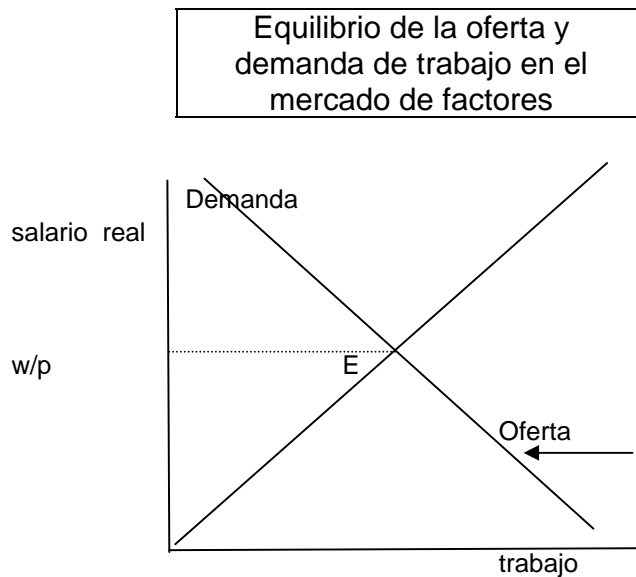 Equilibrio de la oferta y
demanda de trabajo en el
mercado de factores
Demanda
salario real
w/p
E
Oferta
trabajo